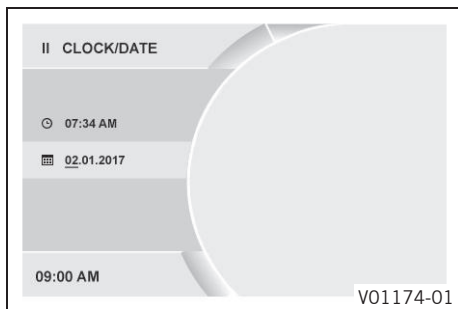 II CLOCK/DATE
07:34 AM
02.01.2017
09:00 AM
V01174-01